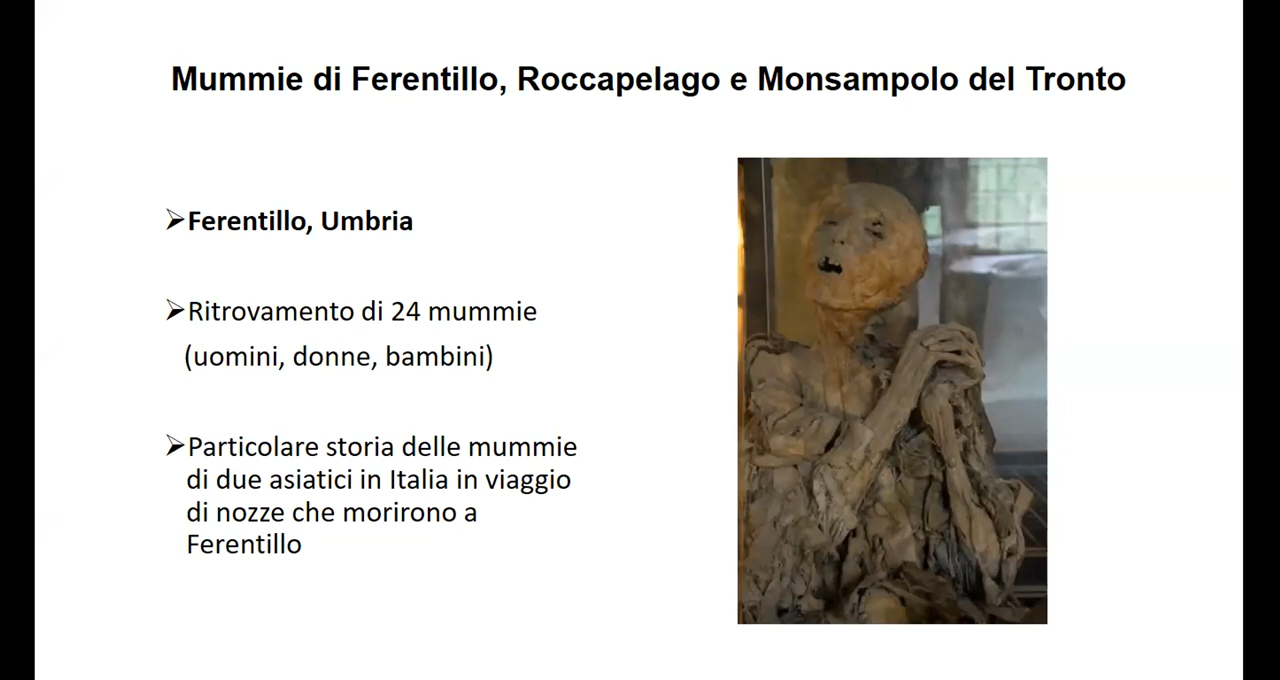 Mummie di Ferentillo, Roccapelago e Monsampolo del Tronto
➢Ferentillo, Umbria
➢Ritrovamento di 24 mummie
(uomini, donne, bambini)
➢Particolare storia delle mummie
di due asiatici in Italia in viaggio
di nozze che morirono a
Ferentillo